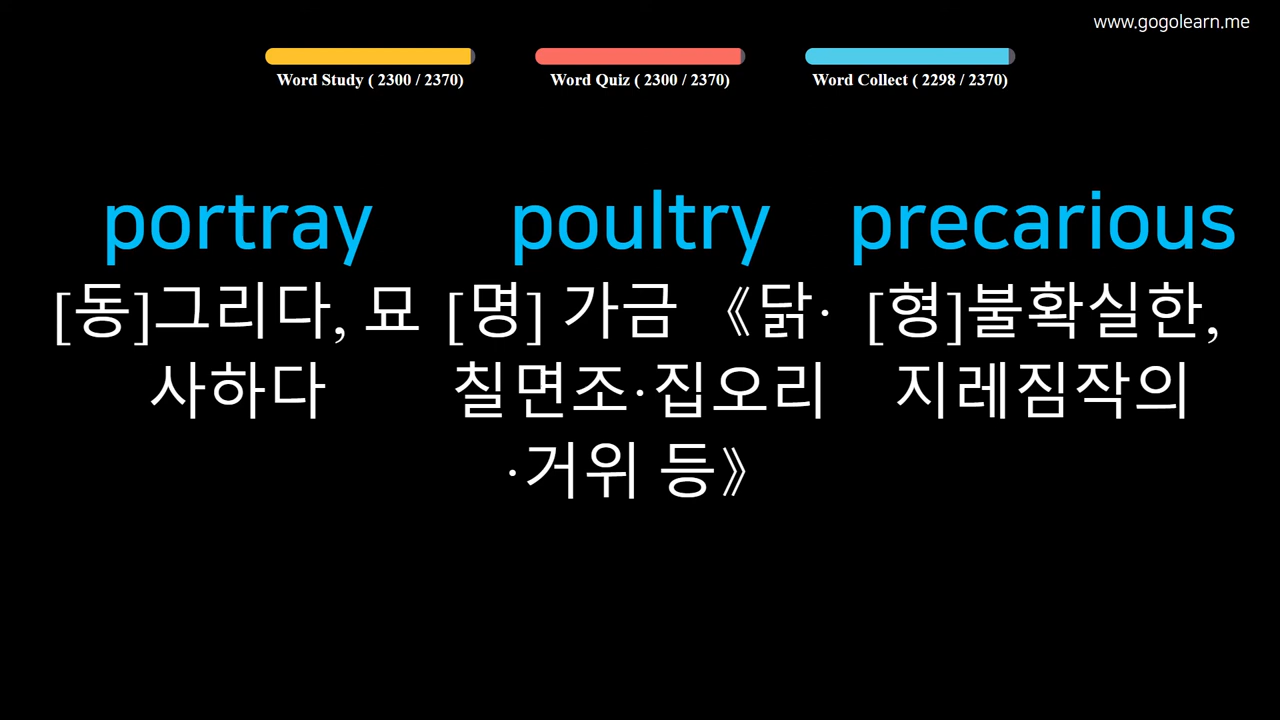 www.gogolearn.me
Word Study ( 2300 / 2370)
Word Quiz ( 2300 / 2370)
Word Collect ( 2298 / 2370)
portray
[동]그리다, 묘
사하다
poultry
[명] 가금 《닭·
칠면조·집오리
·거위 등》
precarious
[형]불확실한,
지레짐작의